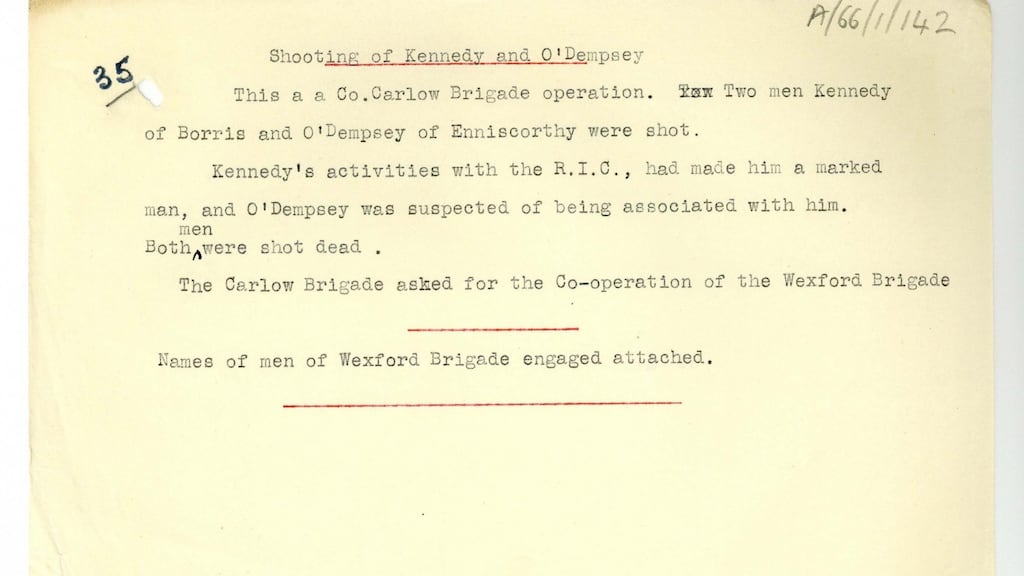 A/66/1/142
35
Shooting of Kennedy and O'Dempsey
This a a Co.Carlow Brigade operation. Two men Kennedy
of Borris and O'Dempsey of Enniscorthy were shot.
Kennedy's activities with the R.I.C., had made him a marked
man, and O'Dempsey was suspected of being associated with him.
men
Both were shot dead .
The Carlow Brigade asked for the Co-operation of the Wexford Brigade
Names of men of Wexford Brigade engaged attached.